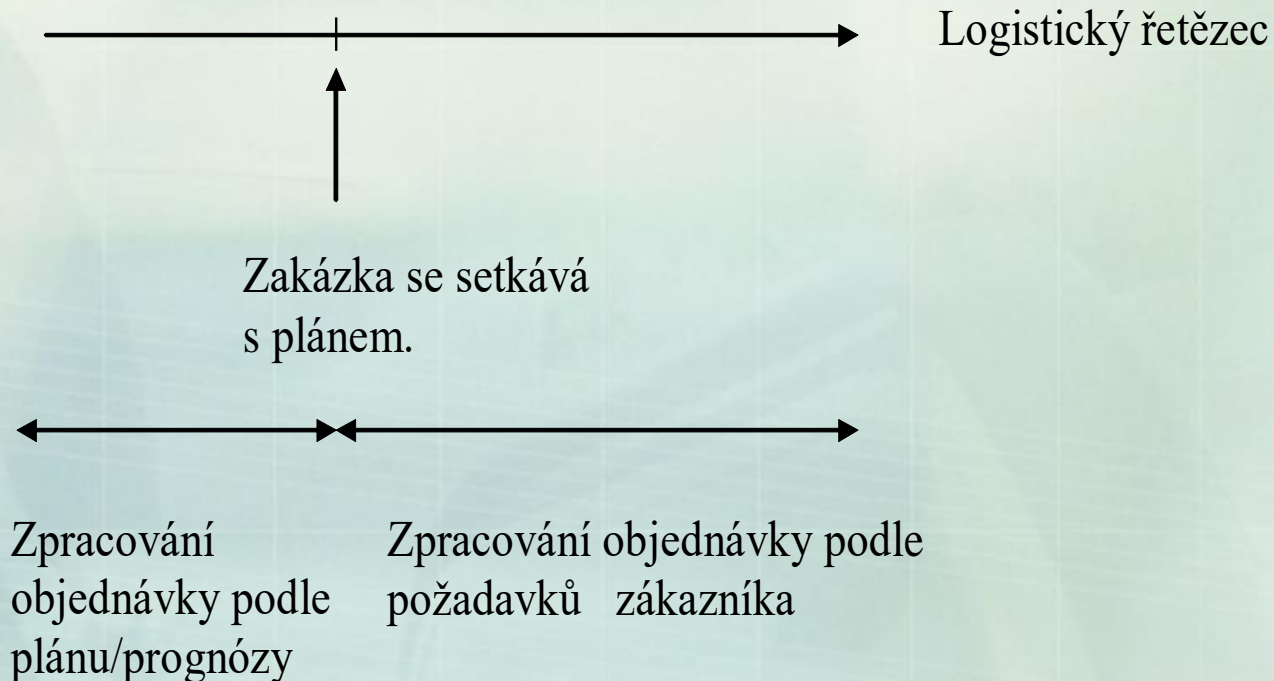 Logistický řetězec
Zakázka se setkává
s plánem.
Zpracování
objednávky podle
plánu/prognózy
Zpracování objednávky podle
požadavků zákazníka